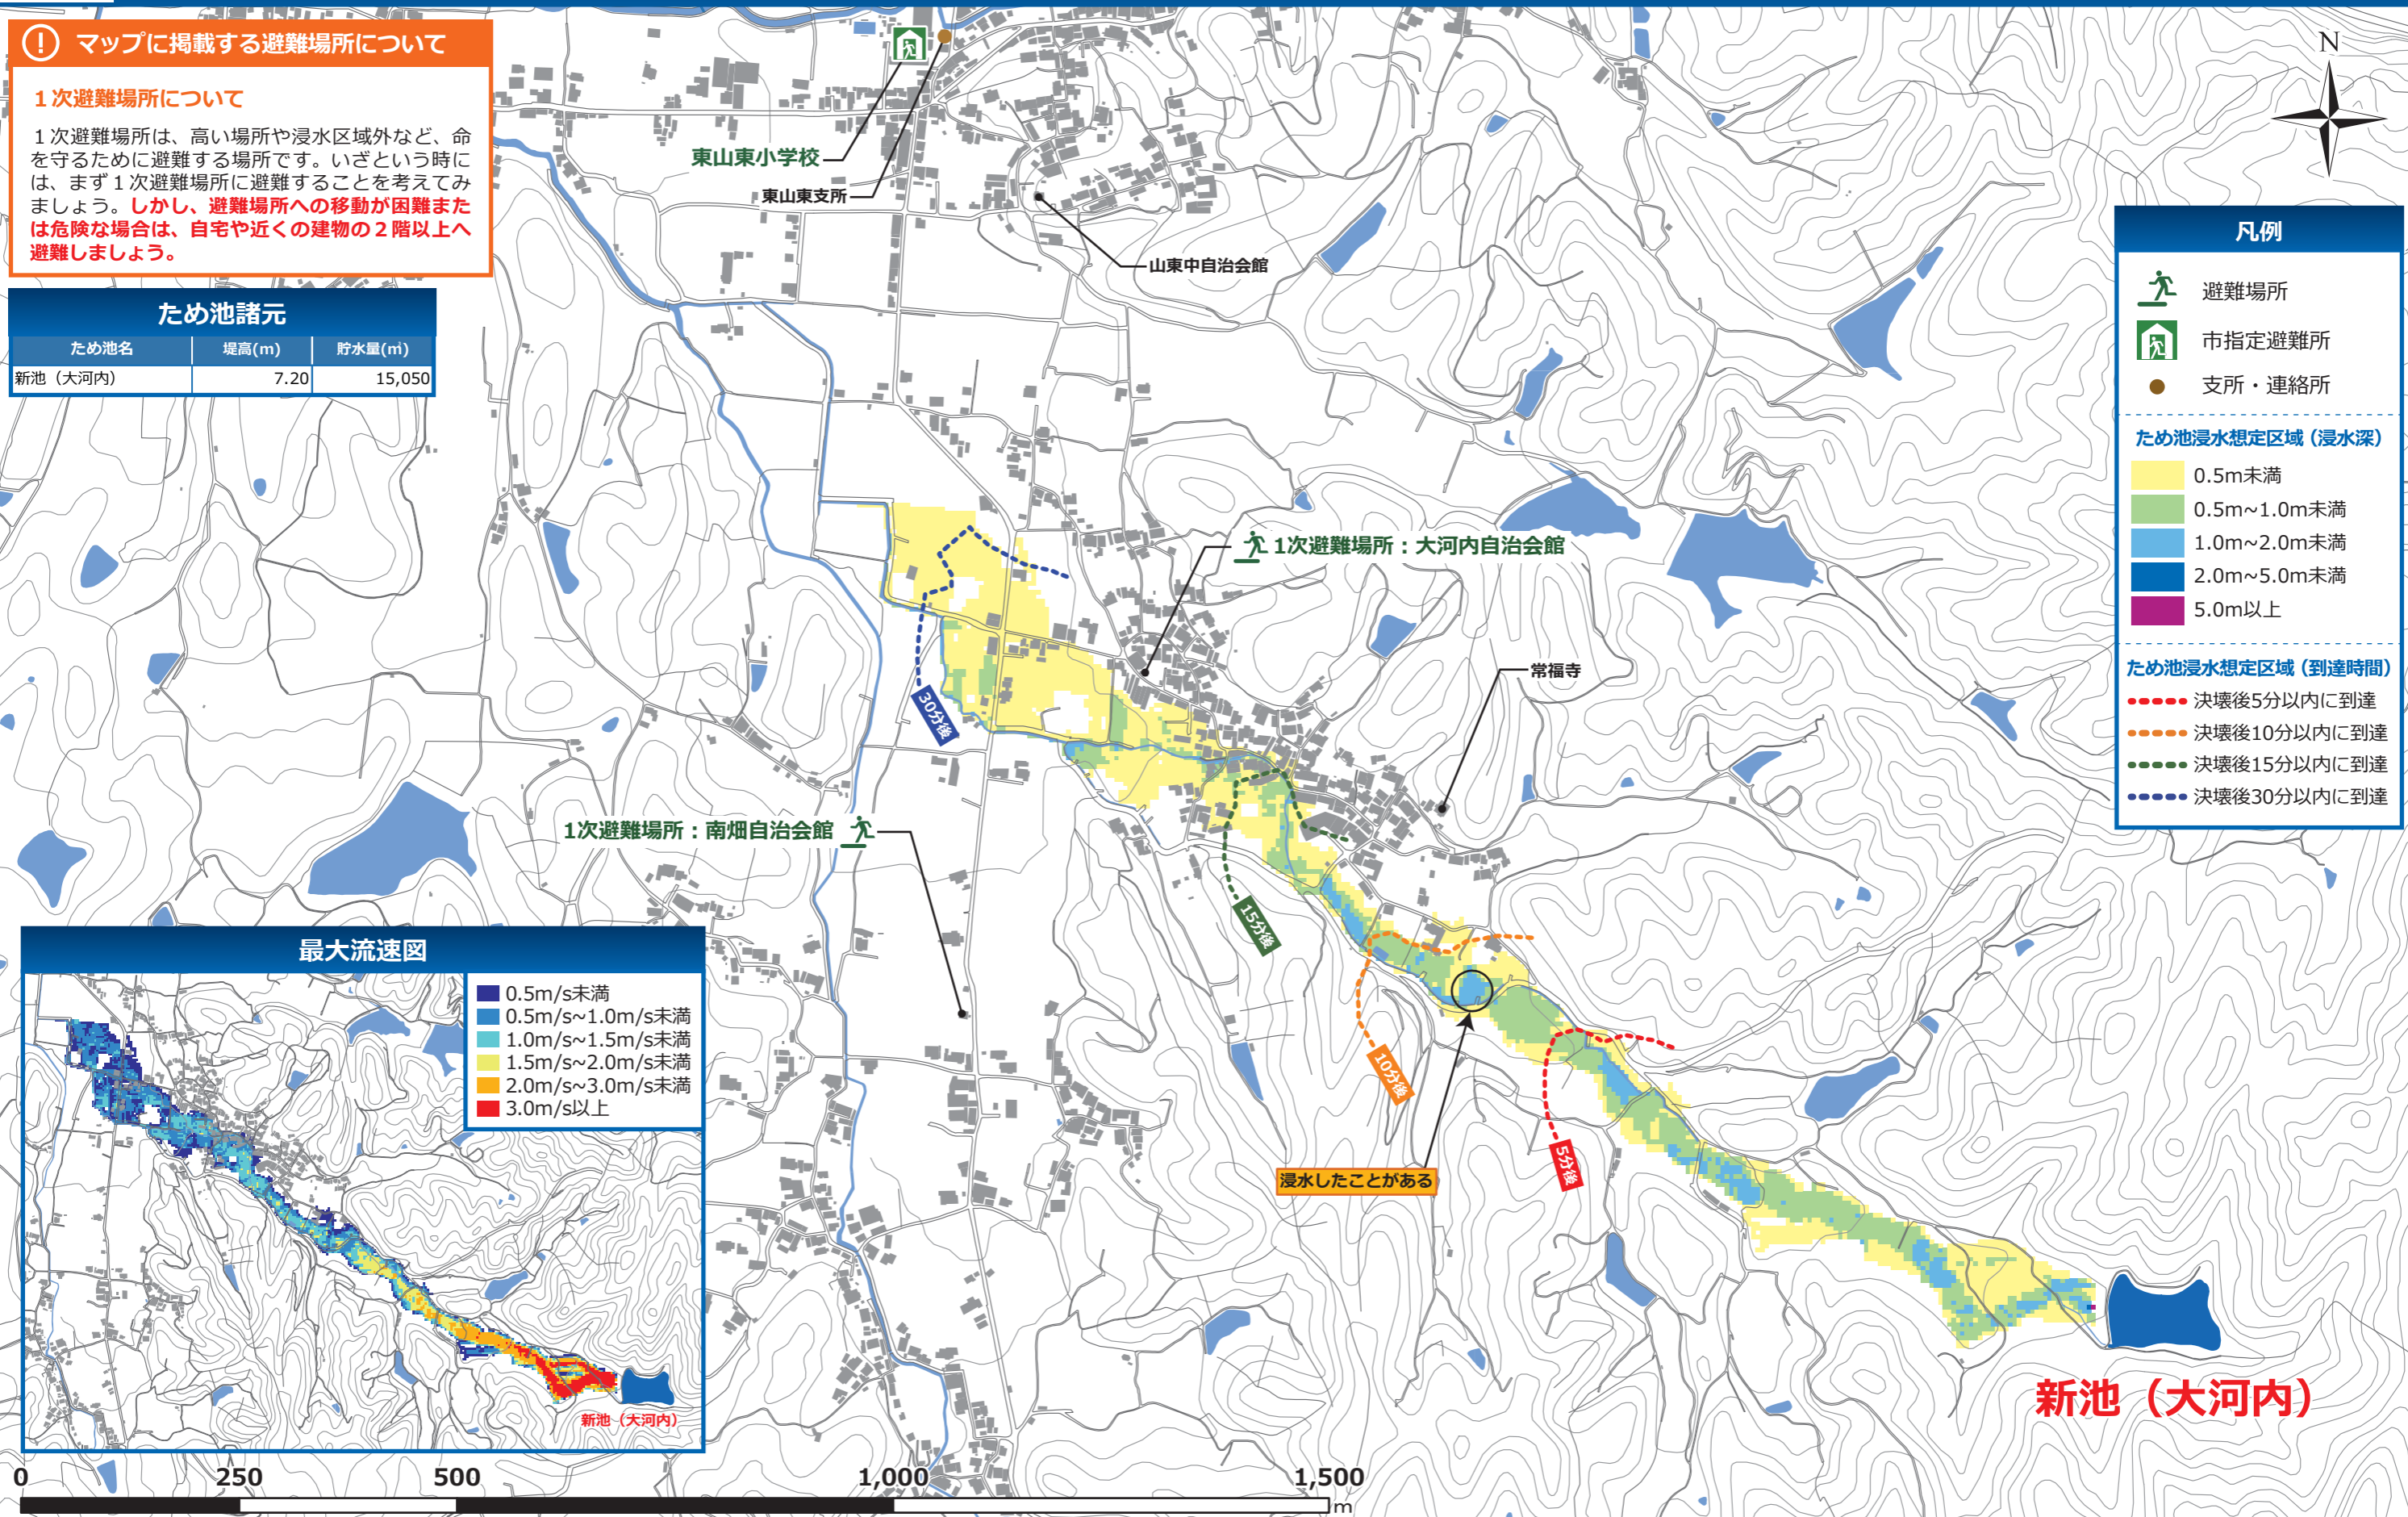 マップに掲載する避難場所について
1次避難場所について
1次避難場所は、高い場所や浸水区域外など、命
を守るために避難する場所です。いざという時に
は、まず1次避難場所に避難することを考えてみ
ましょう。しかし、避難場所への移動が困難また
は危険な場合は、自宅や近くの建物の2階以上へ
避難しましょう。
ため池諸元
ため池名 堤高(m) 貯水量(㎥)
新池（大河内） 7.20 15,050
東山東小学校
東山東支所
山東中自治会館
N
凡例
避難場所
市指定避難所
支所・連絡所
ため池浸水想定区域（浸水深）
0.5m未満
0.5m~1.0m未満
1.0m~2.0m未満
2.0m~5.0m未満
5.0m以上
ため池浸水想定区域（到達時間）
決壊後5分以内に到達
決壊後10分以内に到達
決壊後15分以内に到達
決壊後30分以内に到達
1次避難場所：大河内自治会館
常福寺
30分後
1次避難場所：南畑自治会館
15分後
10分後
5分後
浸水したことがある
新池（大河内）
最大流速図
0.5m/s未満
0.5m/s~1.0m/s未満
1.0m/s~1.5m/s未満
1.5m/s~2.0m/s未満
2.0m/s~3.0m/s未満
3.0m/s以上
新池（大河内）
0 250 500 1,000 1,500
m